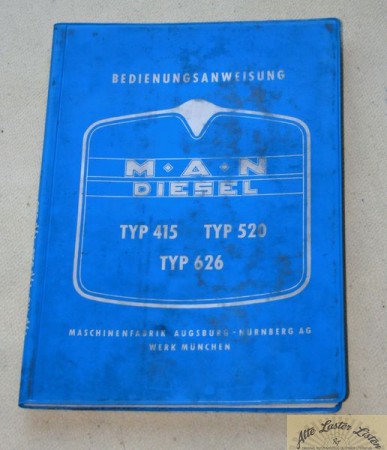 BEDIENUNGSANWEISUNG
M·A·N
DIESEL
TYP 415 TYP 520
TYP 626
MASCHINENFABRIK AUGSBURG-NÜRNBERG AG
WERK MÜNCHEN
Alte Laster Listen